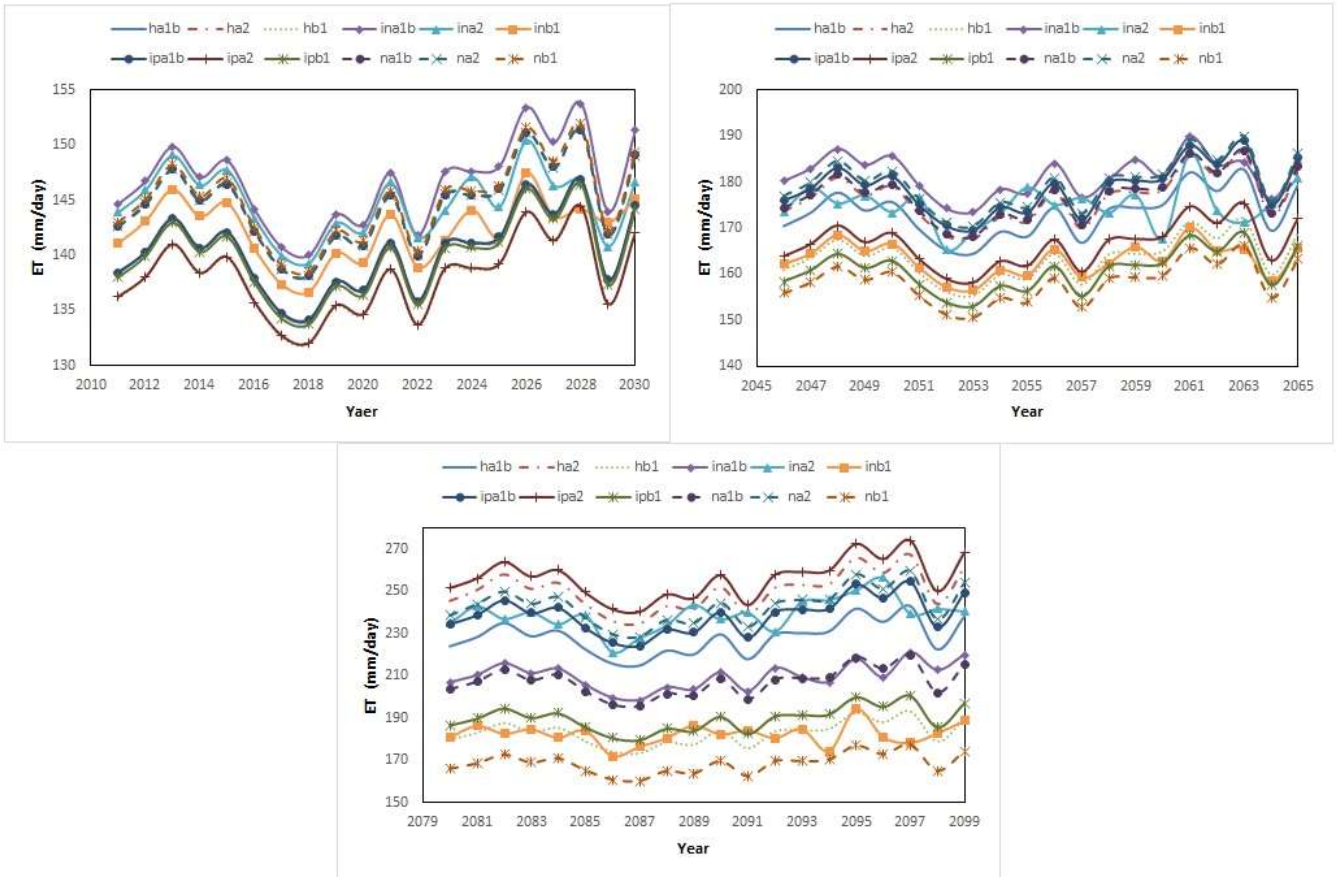 ha1b ha2 hb1 ina1b ina2 inb1
ipa1b ipa2 ipb1 na1b na2 nb1
155
150
145
140
135
130
ET (mm/day)
2010 2012 2014 2016 2018 2020 2022 2024 2026 2028 2030
Yaer
ha1b ha2 hb1 ina1b ina2 inb1
ipa1b ipa2 ipb1 na1b na2 nb1
200
190
180
170
160
150
140
ET (mm/day)
2045 2047 2049 2051 2053 2055 2057 2059 2061 2063 2065
Year
ha1b ha2 hb1 ina1b ina2 inb1
ipa1b ipa2 ipb1 na1b na2 nb1
270
250
230
210
190
170
150
ET (mm/day)
2079 2081 2083 2085 2087 2089 2091 2093 2095 2097 2099
Year